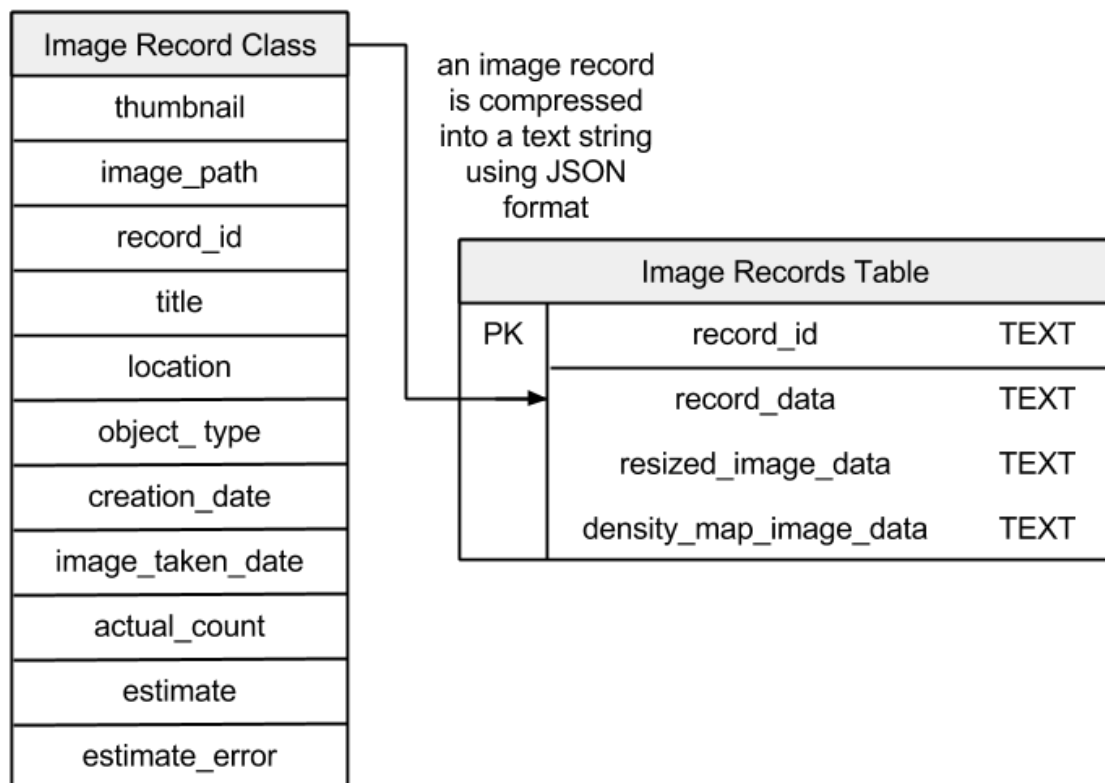 Image Record Class
thumbnail
image_path
record_id
title
location
object_ type
creation_date
image_taken_date
actual_count
estimate
estimate_error
an image record
is compressed
into a text string
using JSON
format
Image Records Table
PK record_id TEXT
record_data TEXT
resized_image_data TEXT
density_map_image_data TEXT